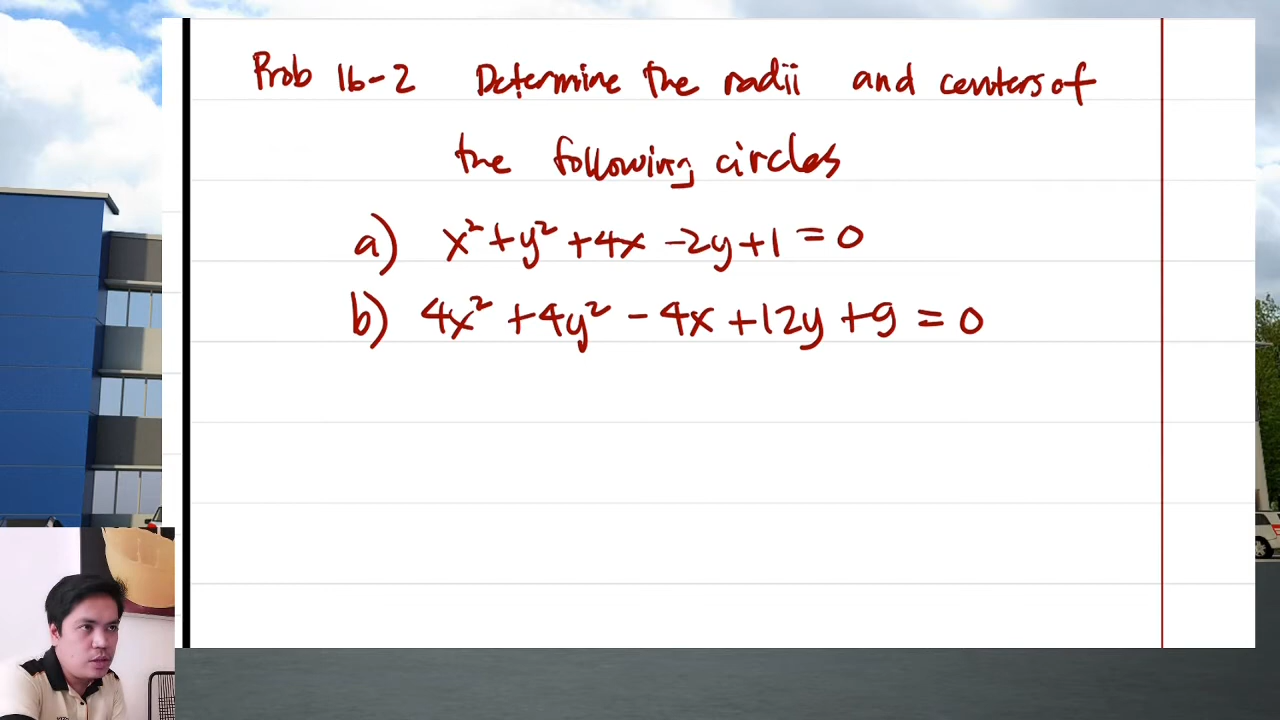 Prob 16-2 Determine the radii and centers of
the following circles
a) x² + y² + 4x - 2y + 1 = 0
b) 4x² + 4y² - 4x + 12y + 9 = 0